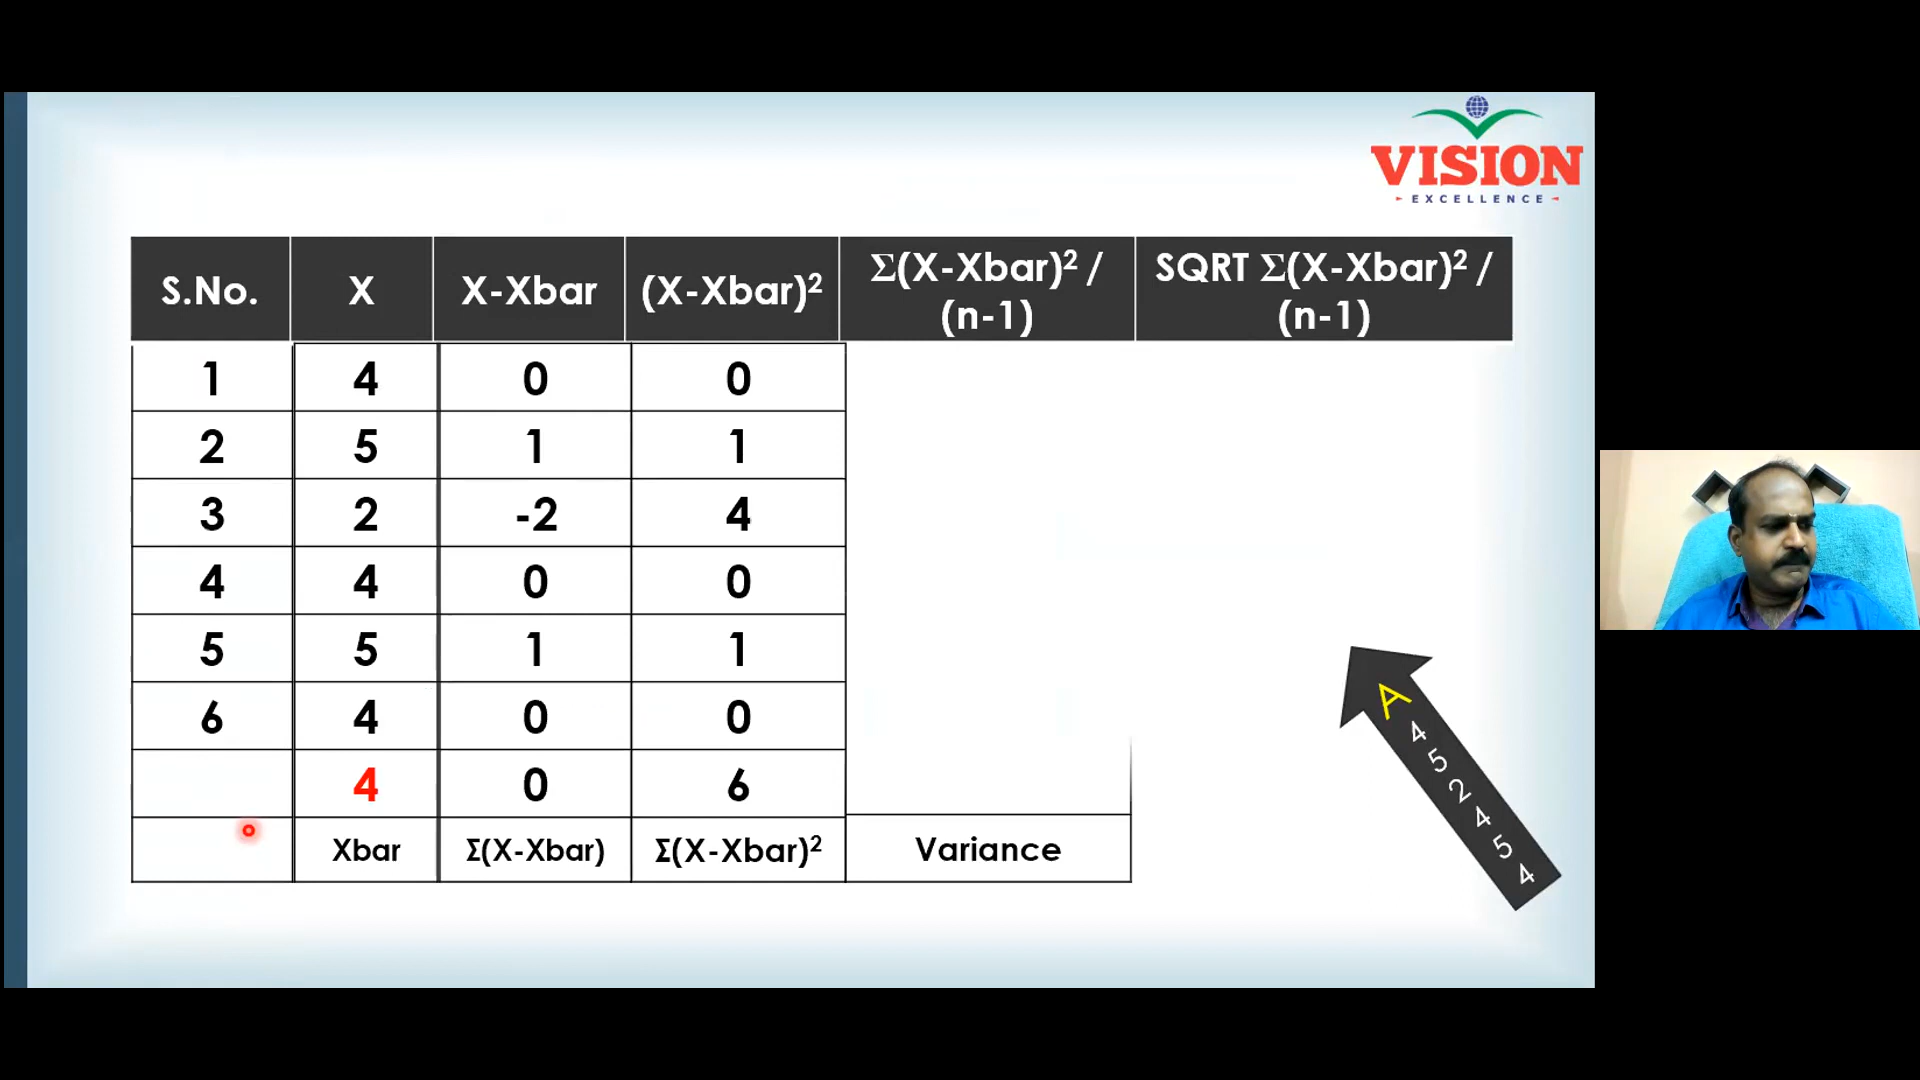 VISION
EXCELLENCE
S.No. X X-Xbar (X-Xbar)² Σ(X-Xbar)² / (n-1) SQRT Σ(X-Xbar)² / (n-1)
1 4 0 0
2 5 1 1
3 2 -2 4
4 4 0 0
5 5 1 1
6 4 0 0
4 0 6
Xbar Σ(X-Xbar) Σ(X-Xbar)² Variance
A 4 5 2 4 5 4